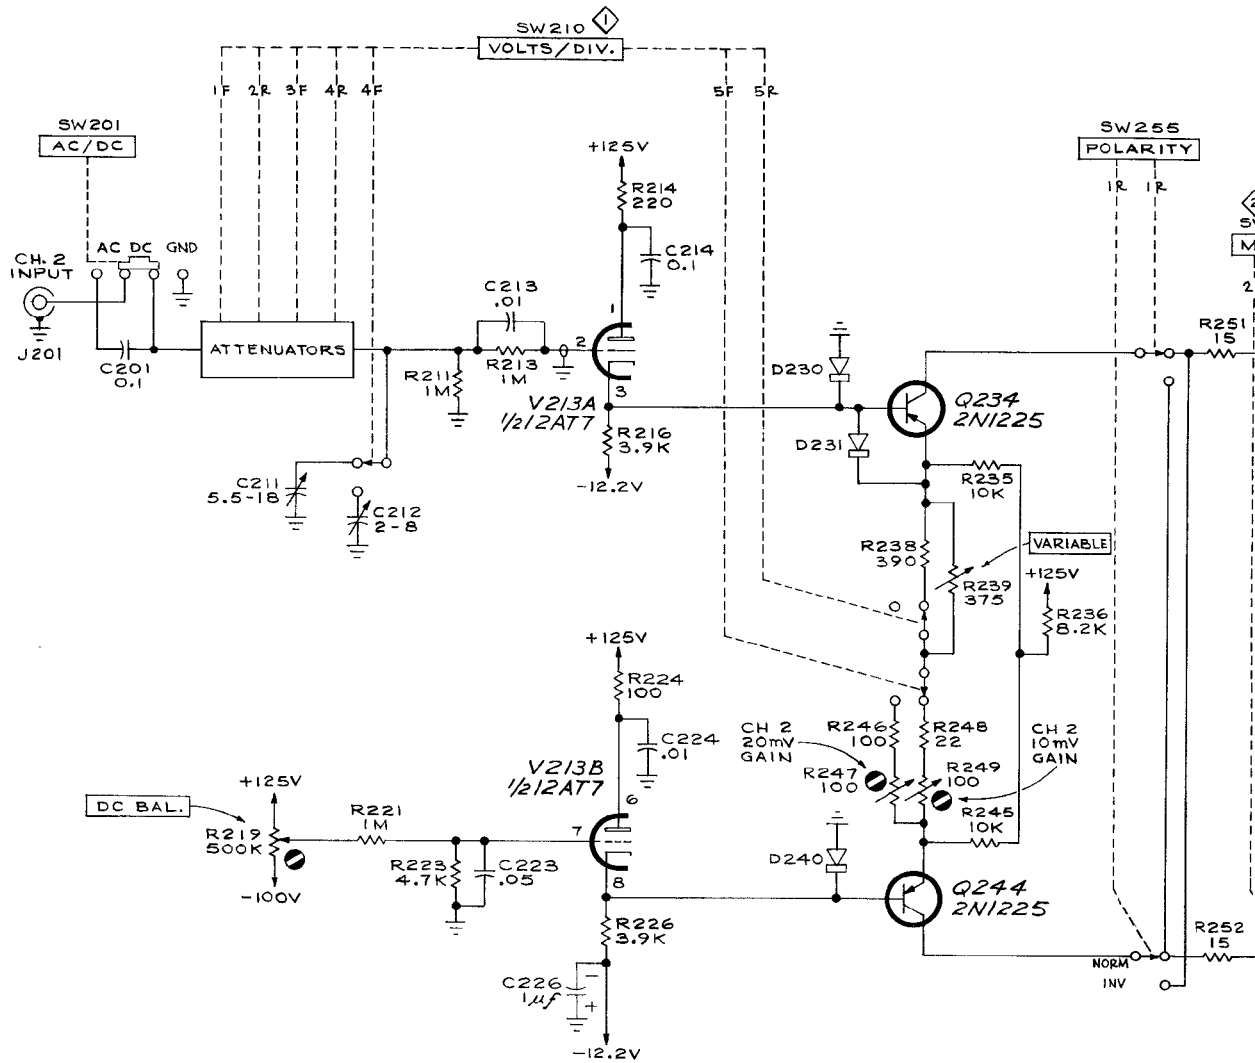 SW210
1
VOLTS/DIV.
1F
2R
3F
4R
4F
5F
5R
SW201
AC/DC
SW255
POLARITY
1R
1R
+125V
R214
220
C214
0.1
AC DC
GND
CH. 2
INPUT
J201
C201
0.1
ATTENUATORS
C213
.01
R213
1M
R211
1M
1
2
3
V213A
1/2 12AT7
R216
3.9K
-12.2V
C211
5.5-18
C212
2-8
D230
D231
Q234
2N1225
R235
10K
R238
390
R239
375
VARIABLE
+125V
R236
8.2K
2
M
2
R251
15
+125V
R224
100
C224
.01
V213B
1/2 12AT7
6
7
8
DC BAL.
+125V
R219
500K
-100V
R221
1M
R223
4.7K
C223
.05
R226
3.9K
C226
1μf
-
+
-12.2V
CH 2
20mV
GAIN
R246
100
R247
100
R248
22
R249
100
CH 2
10mV
GAIN
R245
10K
D240
Q244
2N1225
R252
15
NORM
INV